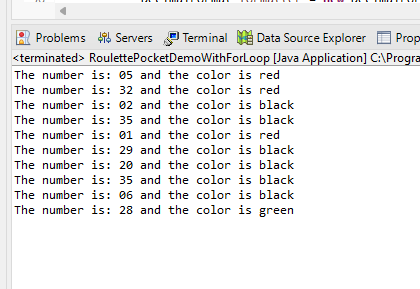 Problems Servers Terminal Data Source Explorer Prop
<terminated> RoulettePocketDemoWithForLoop [Java Application] C:\Progra
The number is: 05 and the color is red
The number is: 32 and the color is red
The number is: 02 and the color is black
The number is: 35 and the color is black
The number is: 01 and the color is red
The number is: 29 and the color is black
The number is: 20 and the color is black
The number is: 35 and the color is black
The number is: 06 and the color is black
The number is: 28 and the color is green